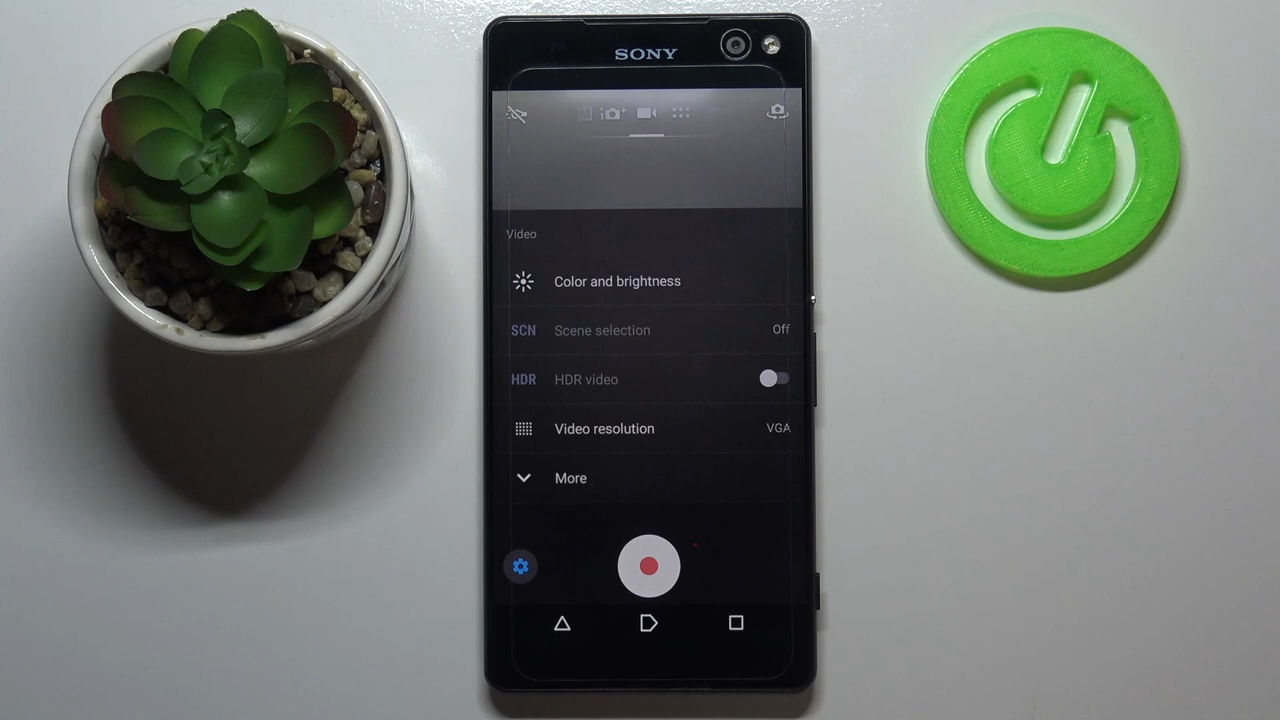 SONY
M
Video
Color and brightness
SCN Scene selection Off
HDR HDR video
Video resolution VGA
More